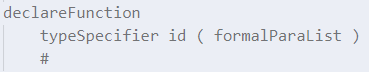 declareFunction
typeSpecifier id ( formalParaList )
#